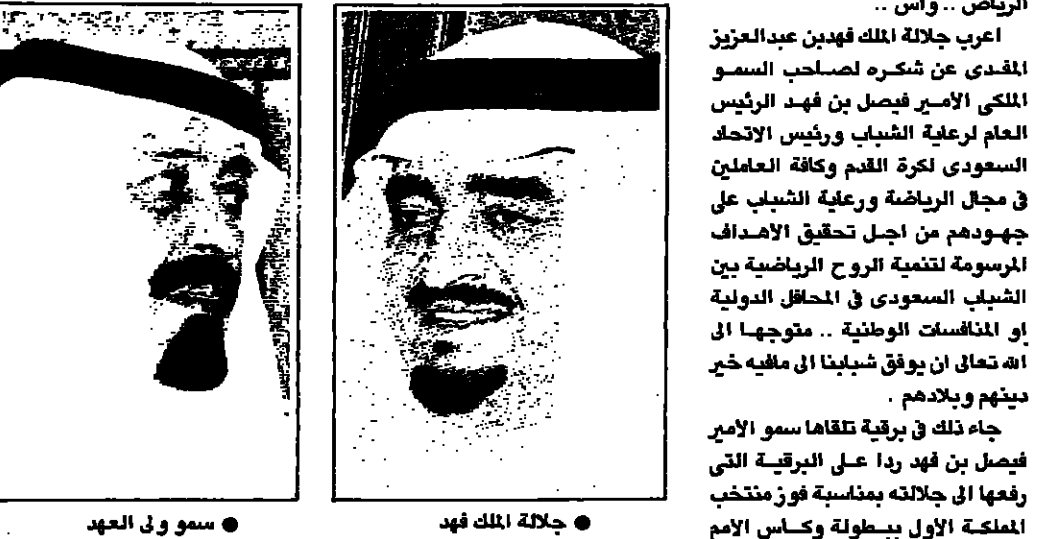 الرياض .. واس ..
اعرب جلالة الملك فهدبن عبدالعزيز
المفدى عن شكره لصاحب السمو
الملكى الأمير فيصل بن فهد الرئيس
العام لرعاية الشباب ورئيس الاتحاد
السعودى لكرة القدم وكافة العاملين
فى مجال الرياضة ورعاية الشباب على
جهودهم من اجل تحقيق الأهداف
المرسومة لتنمية الروح الرياضية بين
الشباب السعودى فى المحافل الدولية
او المنافسات الوطنية .. متوجها الى
الله تعالى ان يوفق شبابنا الى مافيه خير
دينهم وبلادهم .
جاء ذلك فى برقية تلقاها سمو الأمير
فيصل بن فهد ردا على البرقية التى
رفعها الى جلالته بمناسبة فوز منتخب
المملكة الأول ببطولة وكاس الامم
● جلالة الملك فهد
● سمو ولى العهد